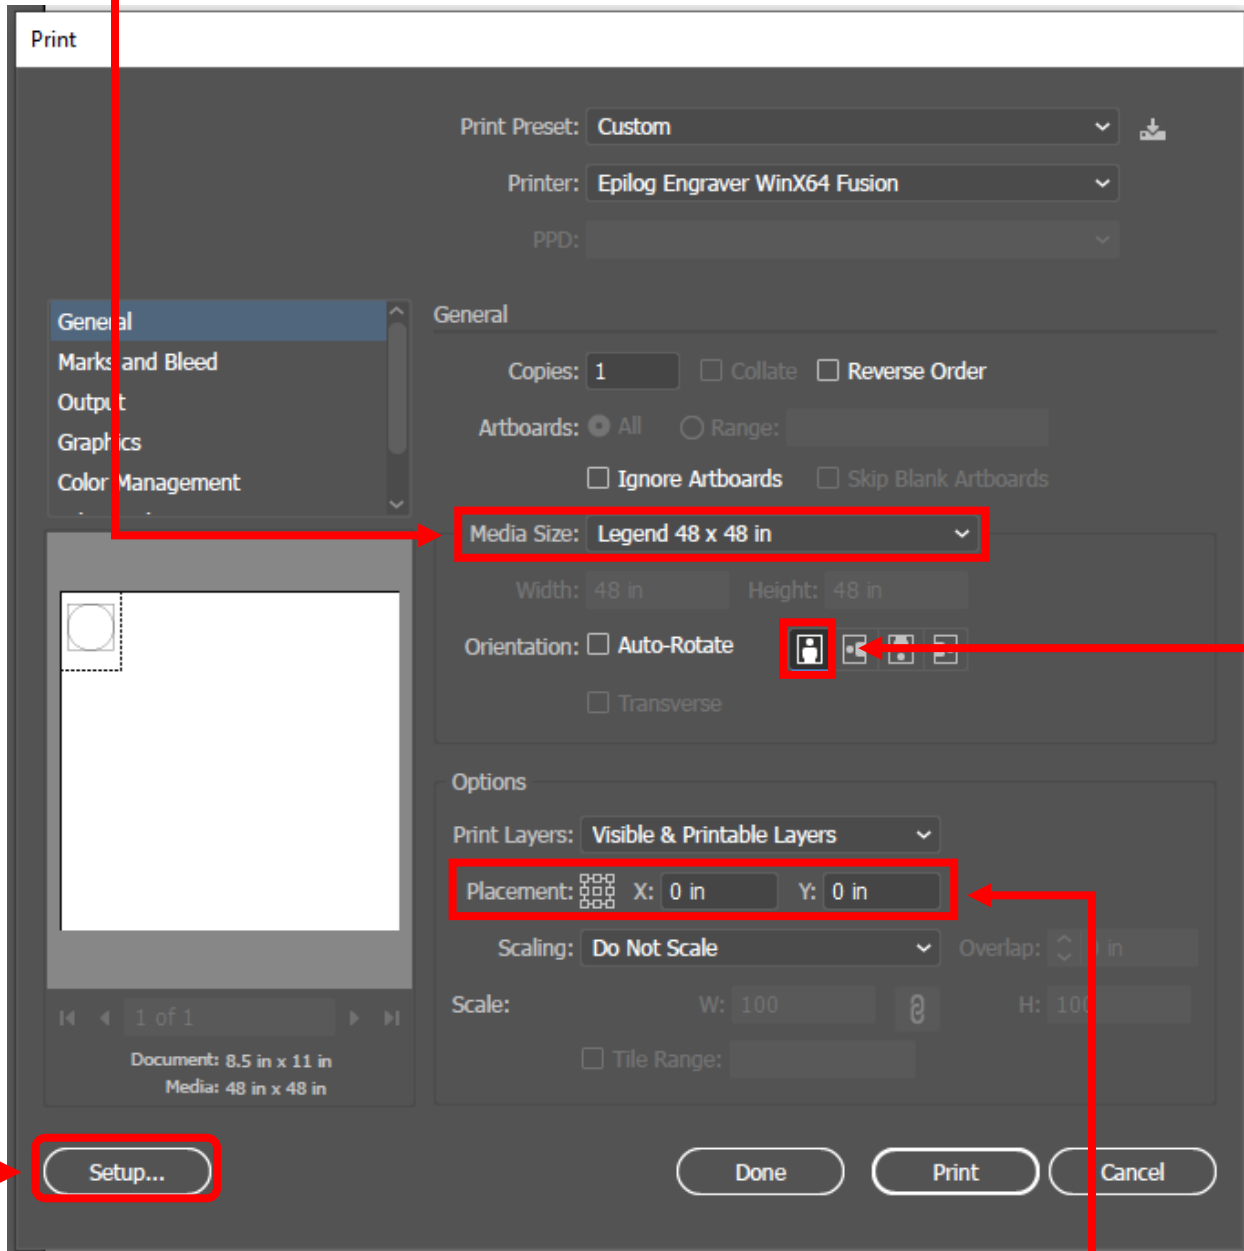 Print
Print Preset: Custom
Printer: Epilog Engraver WinX64 Fusion
PPD:
General
Marks and Bleed
Output
Graphics
Color Management
General
Copies: 1 Collate Reverse Order
Artboards: All Range:
Ignore Artboards Skip Blank Artboards
Media Size: Legend 48 x 48 in
Width: 48 in Height: 48 in
Orientation: Auto-Rotate
Transverse
Options
Print Layers: Visible & Printable Layers
Placement: X: 0 in Y: 0 in
Scaling: Do Not Scale Overlap: in
Scale: W: 100 H: 100
Tile Range:
1 of 1
Document: 8.5 in x 11 in
Media: 48 in x 48 in
Setup... Done Print Cancel